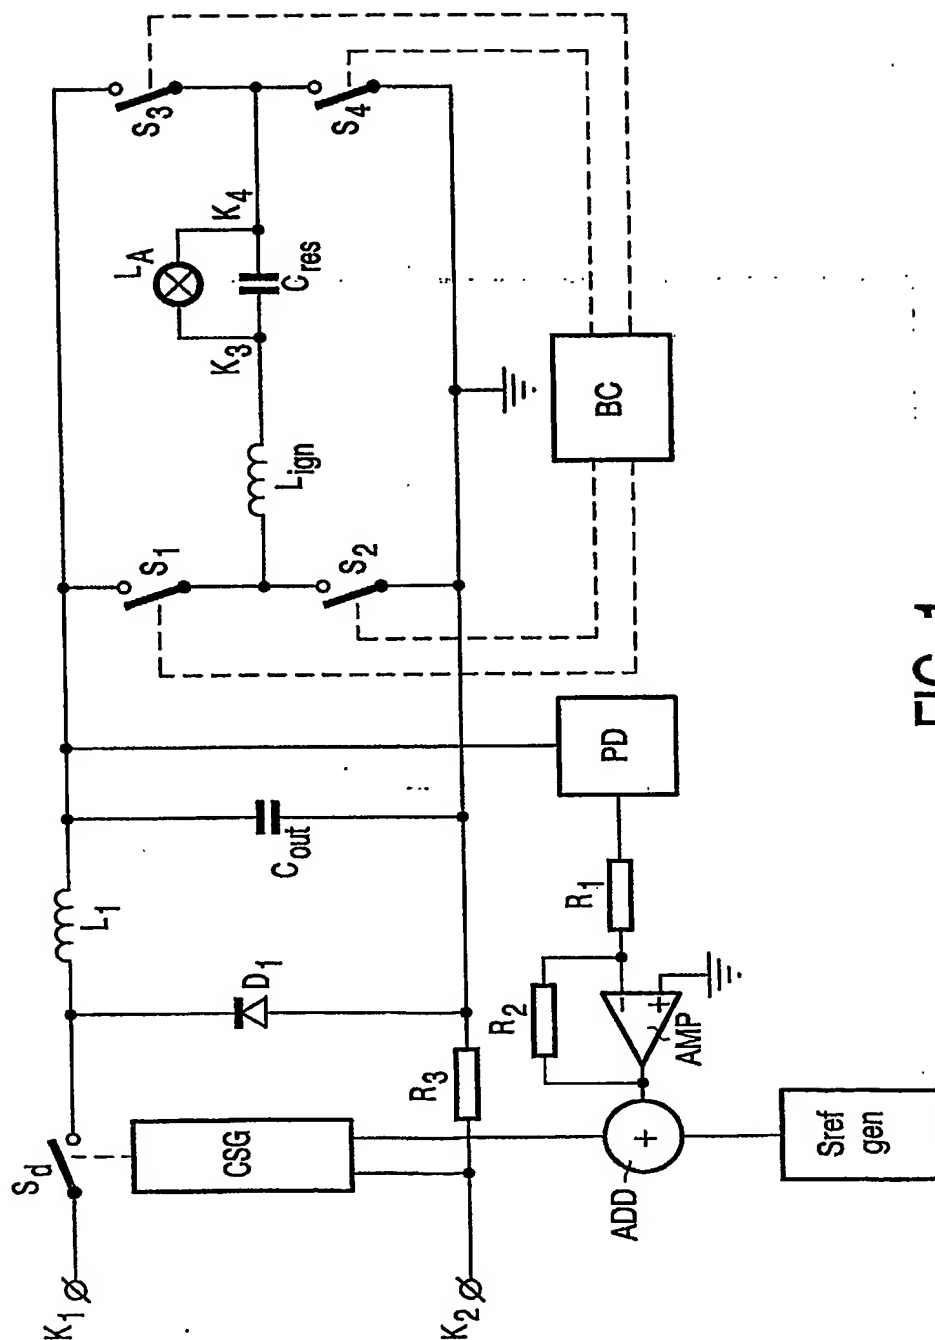 K1
Sd
L1
D1
Cout
S1
S2
Lign
K3
LA
Cres
K4
S3
S4
CSG
R3
K2
PD
R1
R2
AMP
ADD
+
−
+
Sref
gen
BC
FIG. 1